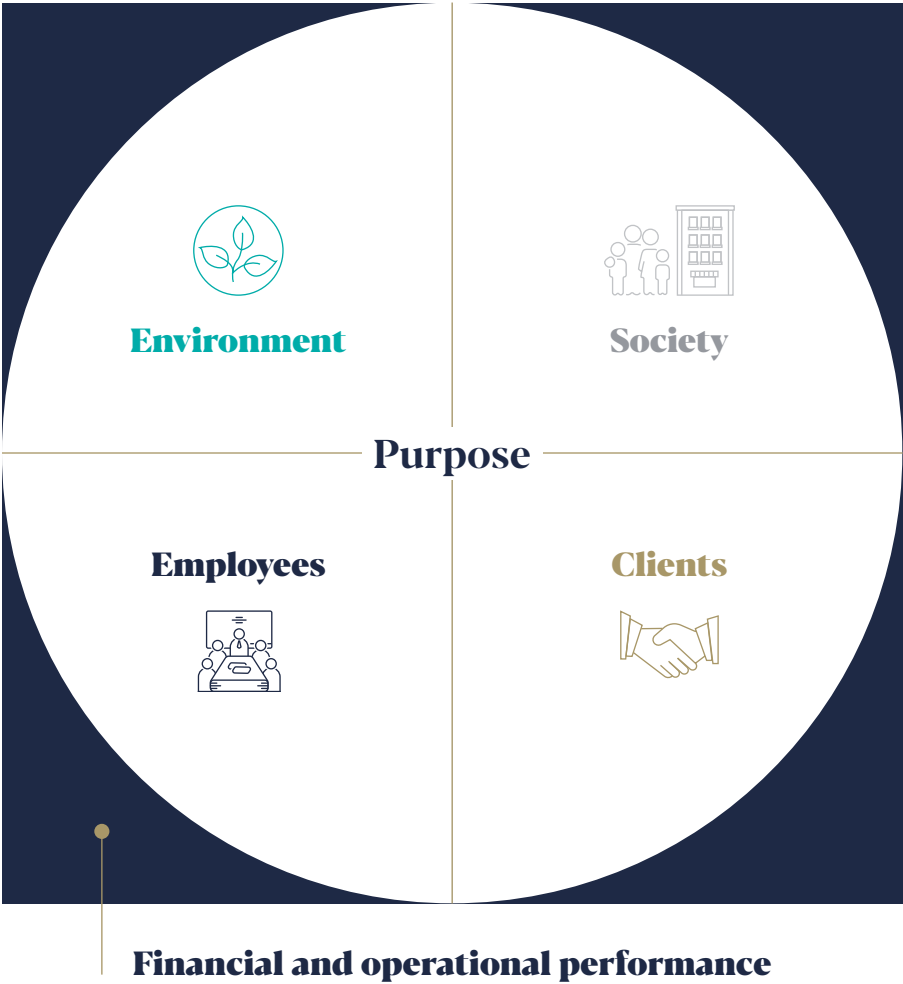 Environment
Society
Purpose
Employees
Clients
Financial and operational performance